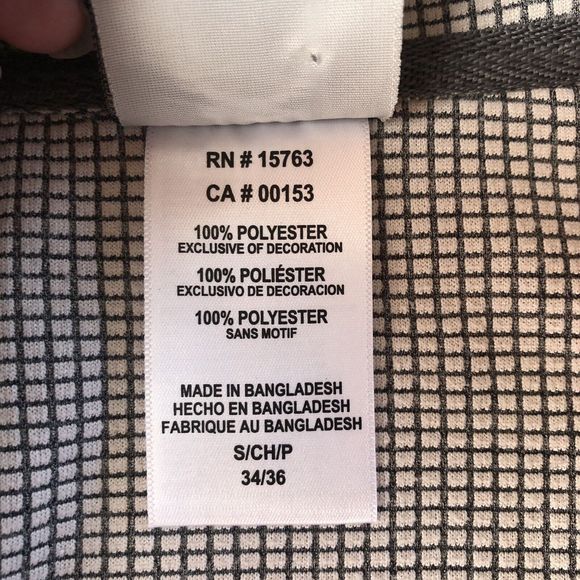 RN # 15763
CA # 00153
100% POLYESTER
EXCLUSIVE OF DECORATION
100% POLIÉSTER
EXCLUSIVO DE DECORACION
100% POLYESTER
SANS MOTIF
MADE IN BANGLADESH
HECHO EN BANGLADESH
FABRIQUE AU BANGLADESH
S/CH/P
34/36